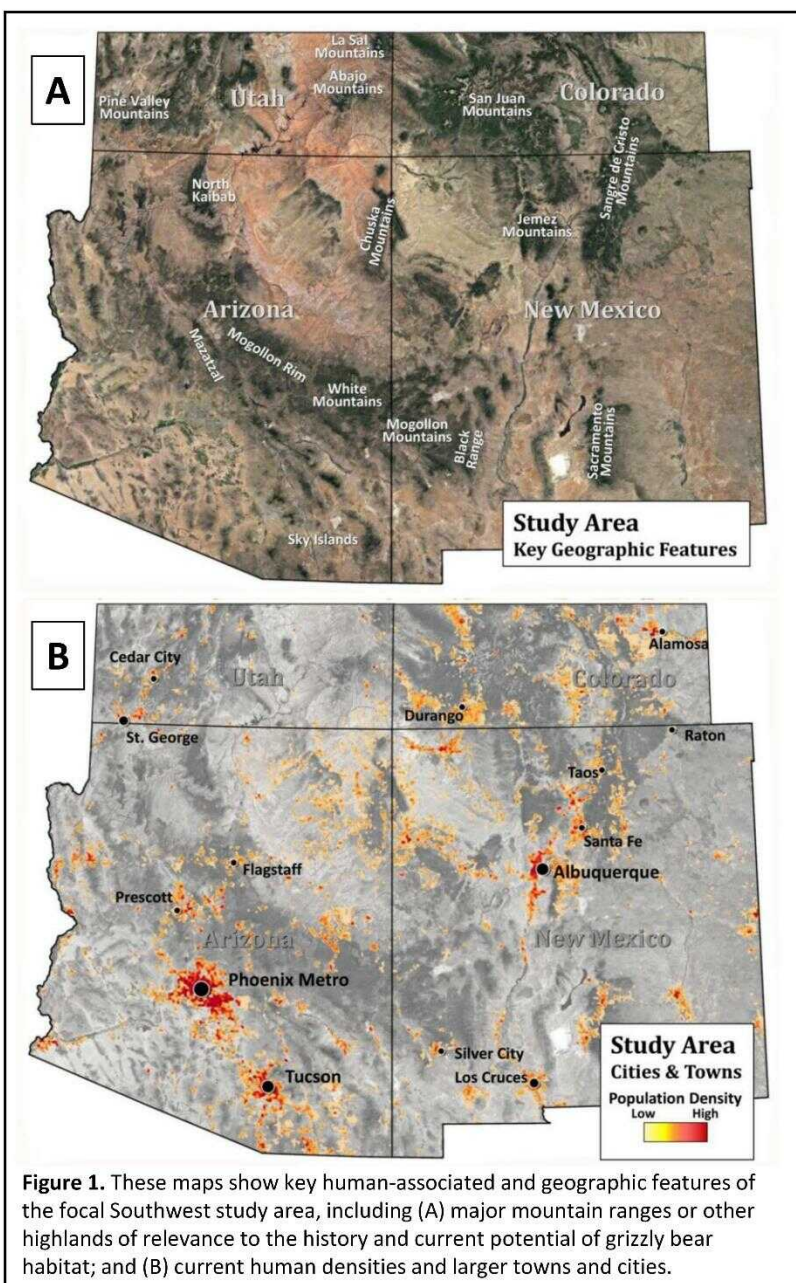 A
La Sal
Mountains
Abajo
Mountains
Pine Valley
Mountains
Utah
San Juan
Mountains
Colorado
Sangre de Cristo
Mountains
North
Kaibab
Chuska
Mountains
Jemez
Mountains
Arizona
New Mexico
Mazatzal
Mogollon Rim
White
Mountains
Mogollon
Mountains
Black
Range
Sacramento
Mountains
Sky Islands
Study Area
Key Geographic Features
B
Cedar City
Utah
Alamosa
Colorado
Durango
St. George
Raton
Taos
Santa Fe
Flagstaff
Albuquerque
Prescott
Arizona
New Mexico
Phoenix Metro
Silver City
Tucson
Los Cruces
Study Area
Cities & Towns
Population Density
Low High
Figure 1. These maps show key human-associated and geographic features of
the focal Southwest study area, including (A) major mountain ranges or other
highlands of relevance to the history and current potential of grizzly bear
habitat; and (B) current human densities and larger towns and cities.